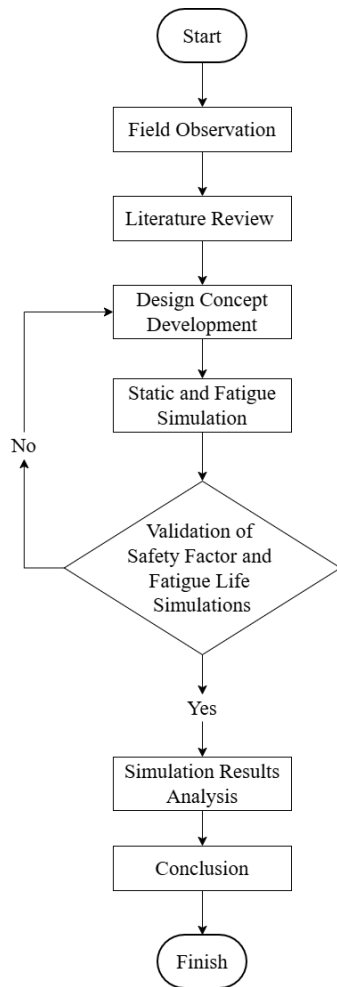 Start
Field Observation
Literature Review
Design Concept
Development
Static and Fatigue
Simulation
No
Validation of
Safety Factor and
Fatigue Life
Simulations
Yes
Simulation Results
Analysis
Conclusion
Finish